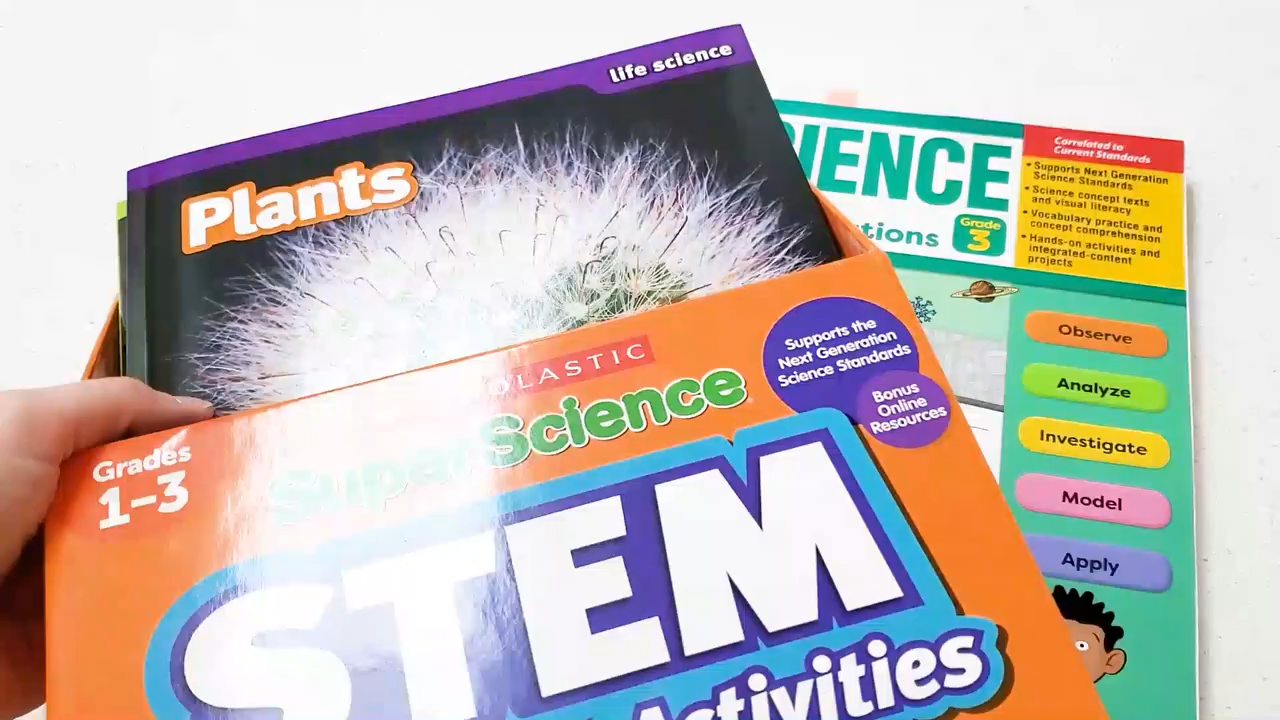 life science
Plants
IENCE
tions
Grade
3
Correlated to
Current Standards
• Supports Next Generation
Science Standards
• Science concept texts
and visual literacy
• Vocabulary practice and
concept comprehension
• Hands-on activities and
integrated-content
projects
Observe
Analyze
Investigate
Model
Apply
SCHOLASTIC
Super Science
Supports the
Next Generation
Science Standards
Bonus
Online
Resources
Grades
1–3
STEM
Activities